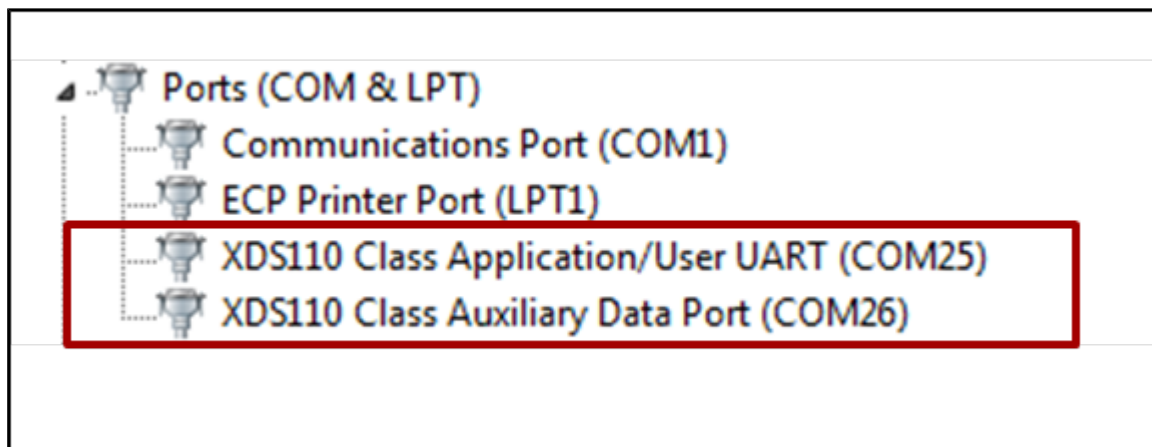 Ports (COM & LPT)
Communications Port (COM1)
ECP Printer Port (LPT1)
XDS110 Class Application/User UART (COM25)
XDS110 Class Auxiliary Data Port (COM26)